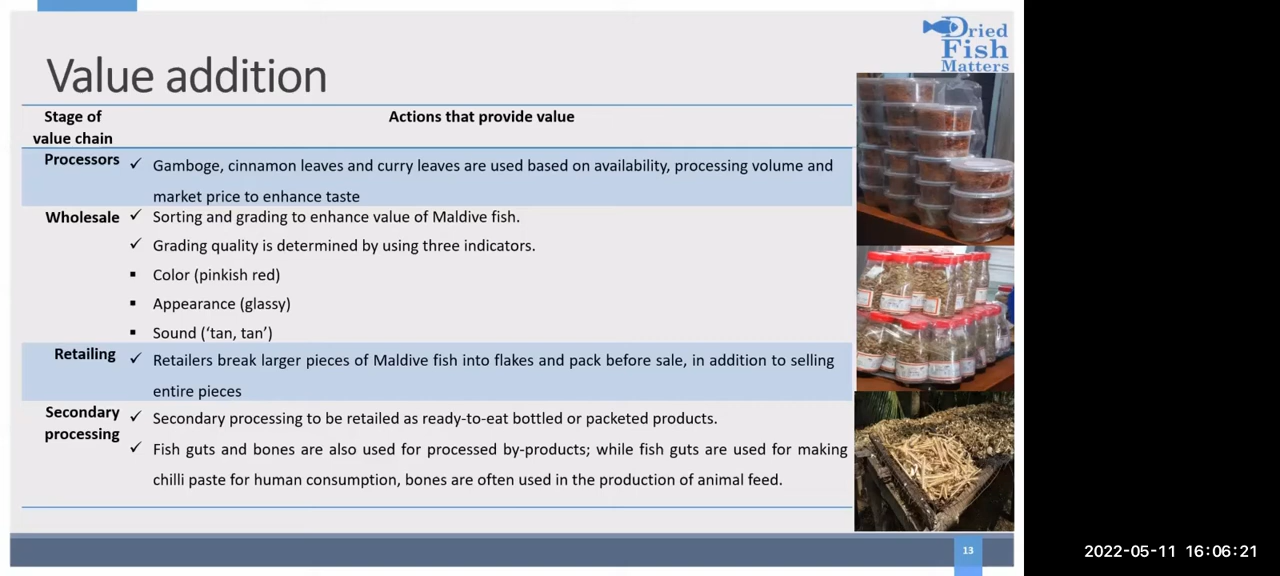 Dried
Fish
Matters
Value addition
Stage of
value chain
Actions that provide value
Processors
✓ Gamboge, cinnamon leaves and curry leaves are used based on availability, processing volume and
market price to enhance taste
Wholesale
✓ Sorting and grading to enhance value of Maldive fish.
✓ Grading quality is determined by using three indicators.
▪ Color (pinkish red)
▪ Appearance (glassy)
▪ Sound (‘tan, tan’)
Retailing
✓ Retailers break larger pieces of Maldive fish into flakes and pack before sale, in addition to selling
entire pieces
Secondary
processing
✓ Secondary processing to be retailed as ready-to-eat bottled or packeted products.
✓ Fish guts and bones are also used for processed by-products; while fish guts are used for making
chilli paste for human consumption, bones are often used in the production of animal feed.
13
2022-05-11 16:06:21